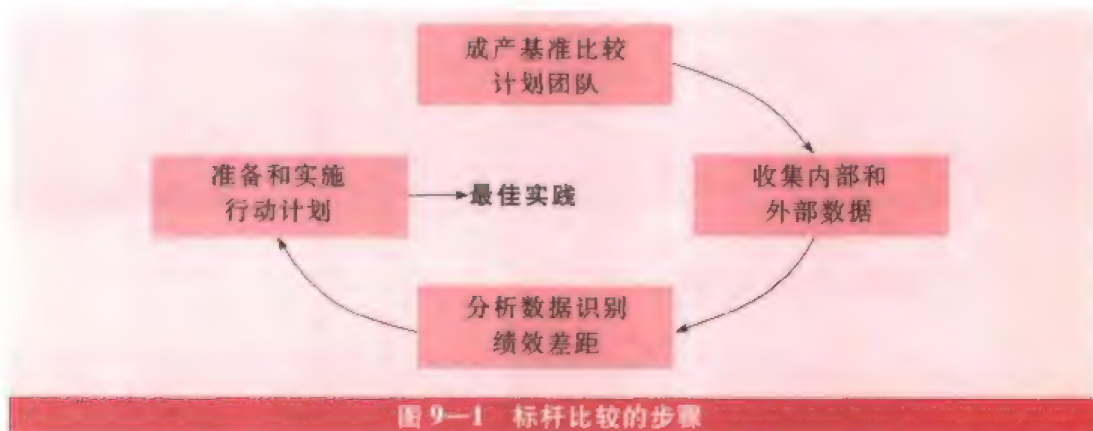 成产基准比较
计划团队
准备和实施
行动计划
最佳实践
收集内部和
外部数据
分析数据识别
绩效差距
图 9—1 标杆比较的步骤